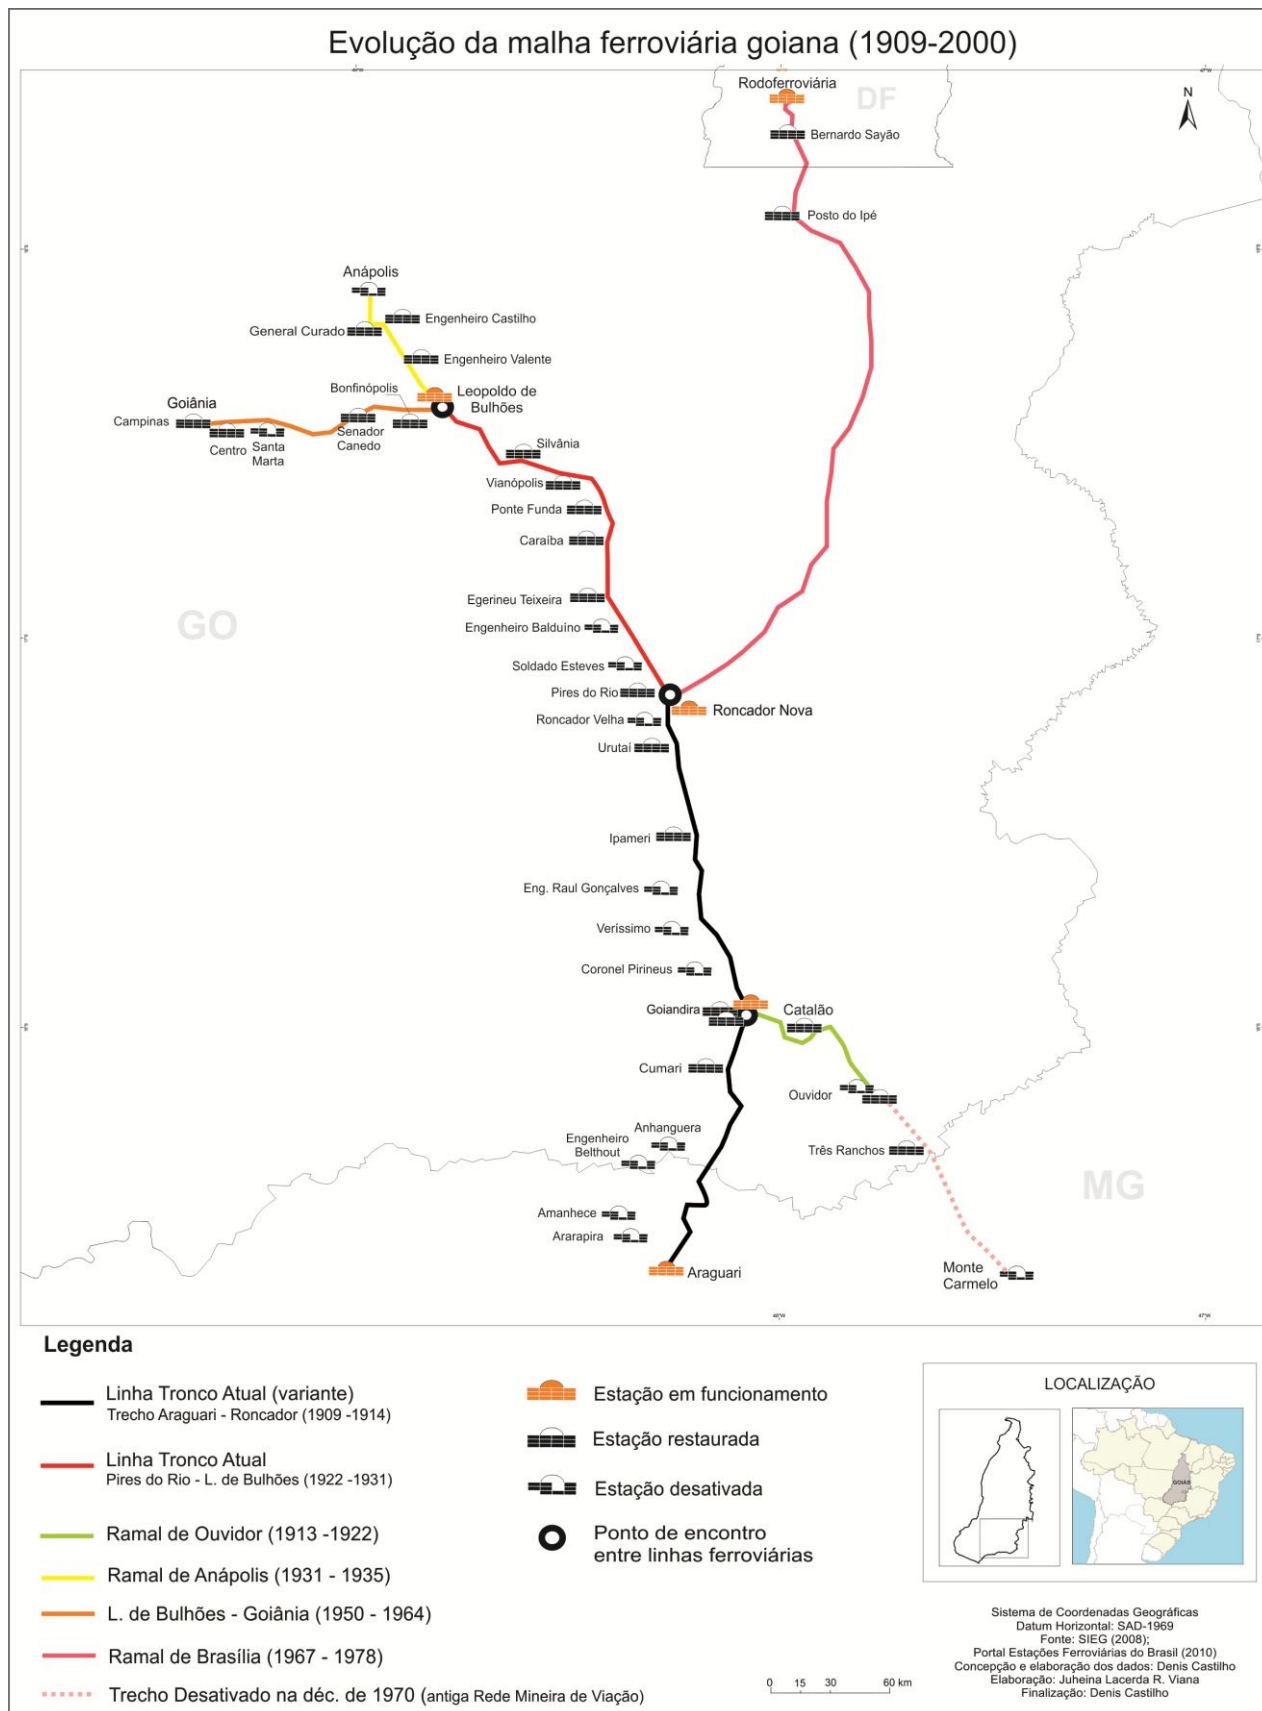 Evolução da malha ferroviária goiana (1909-2000)
Rodoferroviária
DF
N
Bernardo Sayão
Posto do Ipé
Anápolis
Engenheiro Castilho
General Curado
Engenheiro Valente
Bonfinópolis
Leopoldo de
Bulhões
Goiânia
Campinas
Centro
Santa
Marta
Senador
Canedo
Silvânia
Vianópolis
Ponte Funda
Caraíba
Egerineu Teixeira
GO
Engenheiro Balduíno
Soldado Esteves
Pires do Rio
Roncador Nova
Roncador Velha
Urutaí
Ipameri
Eng. Raul Gonçalves
Veríssimo
Coronel Pirineus
Goiandira
Catalão
Cumari
Ouvidor
Anhanguera
Engenheiro
Belthout
Três Ranchos
MG
Amanhece
Ararapira
Araguari
Monte
Carmelo
48°W
47°W
Legenda
Linha Tronco Atual (variante)
Trecho Araguari - Roncador (1909 -1914)
Linha Tronco Atual
Pires do Rio - L. de Bulhões (1922 -1931)
Ramal de Ouvidor (1913 -1922)
Ramal de Anápolis (1931 - 1935)
L. de Bulhões - Goiânia (1950 - 1964)
Ramal de Brasília (1967 - 1978)
Trecho Desativado na déc. de 1970 (antiga Rede Mineira de Viação)
Estação em funcionamento
Estação restaurada
Estação desativada
Ponto de encontro
entre linhas ferroviárias
0 15 30 60 km
LOCALIZAÇÃO
GOIÁS
Sistema de Coordenadas Geográficas
Datum Horizontal: SAD-1969
Fonte: SIEG (2008);
Portal Estações Ferroviárias do Brasil (2010)
Concepção e elaboração dos dados: Denis Castilho
Elaboração: Juheina Lacerda R. Viana
Finalização: Denis Castilho